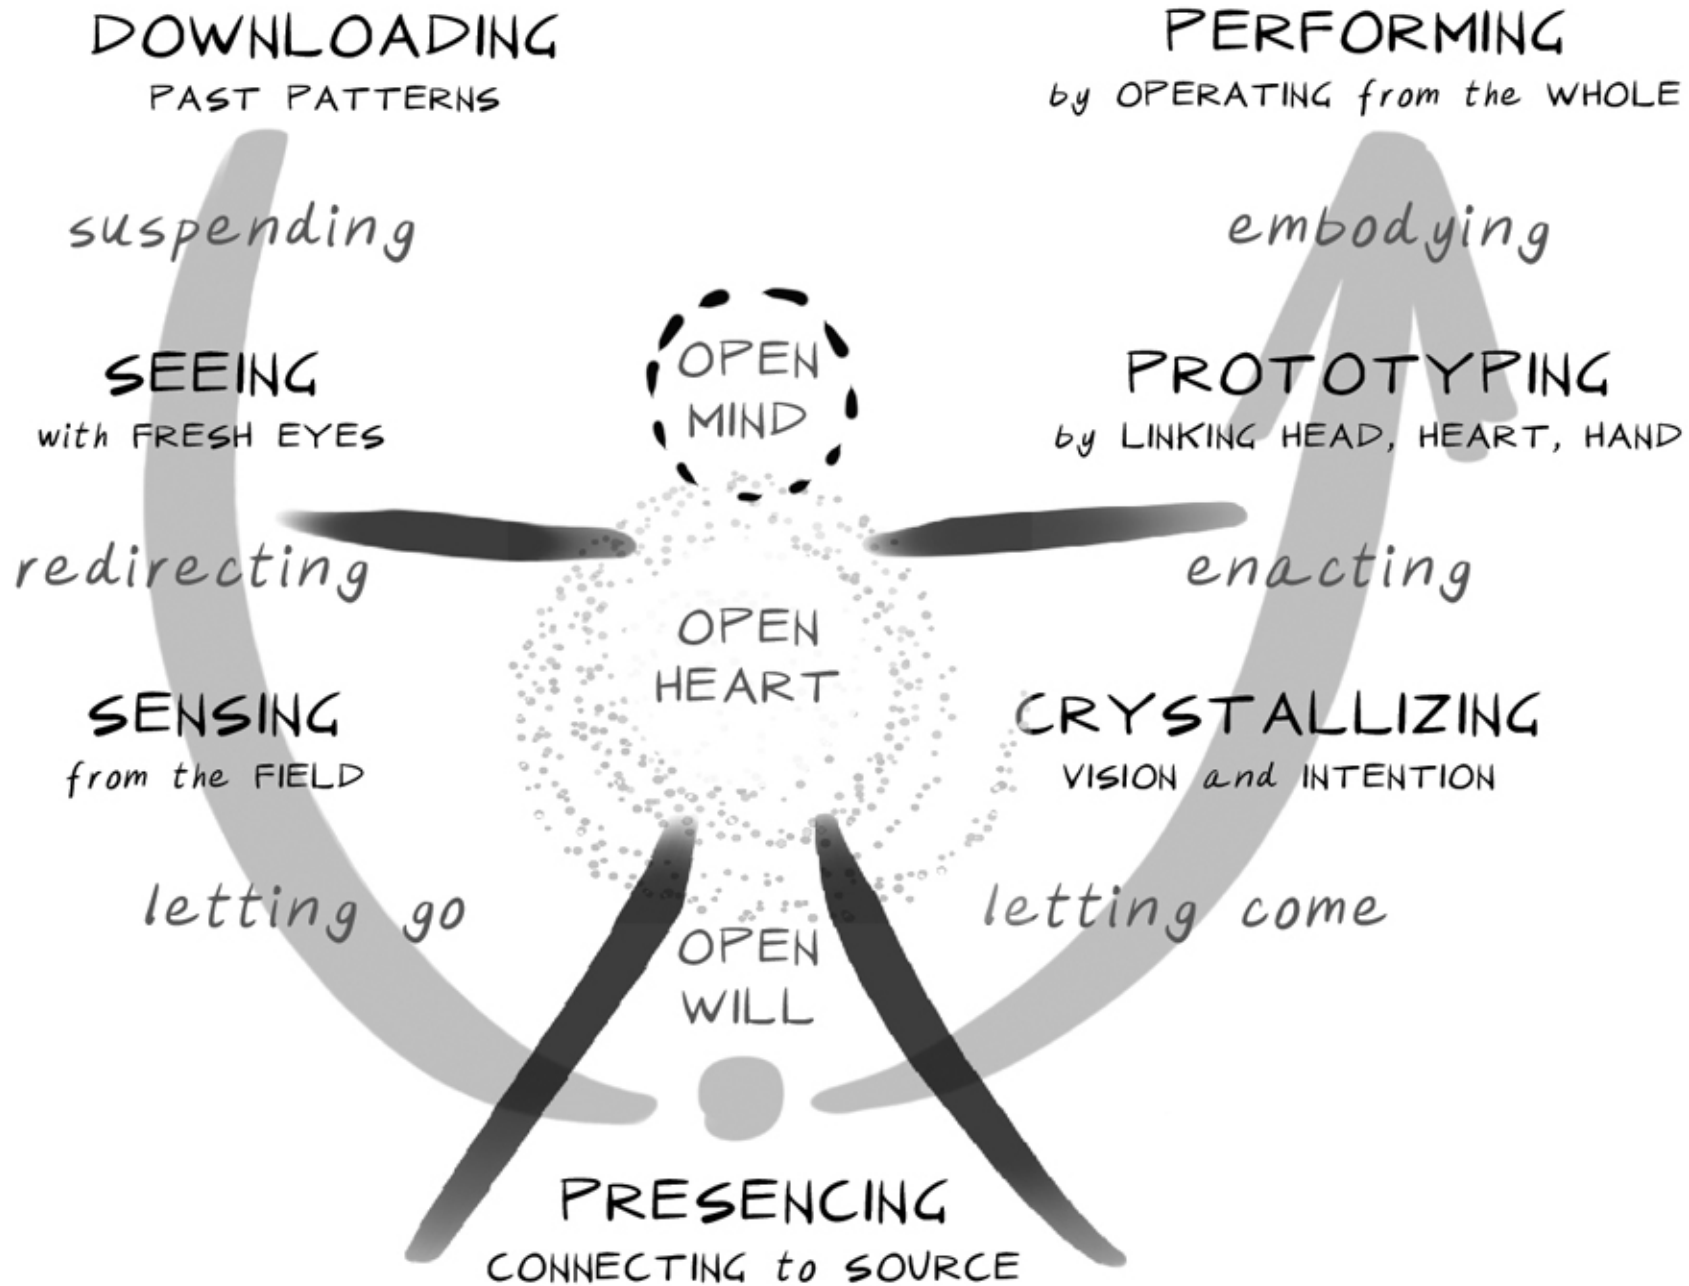 DOWNLOADING
PAST PATTERNS
suspending
SEEING
with FRESH EYES
redirecting
SENSING
from the FIELD
letting go
OPEN
MIND
OPEN
HEART
OPEN
WILL
PRESENCING
CONNECTING to SOURCE
PERFORMING
by OPERATING from the WHOLE
embodying
PROTOTYPING
by LINKING HEAD, HEART, HAND
enacting
CRYSTALLIZING
VISION and INTENTION
letting come